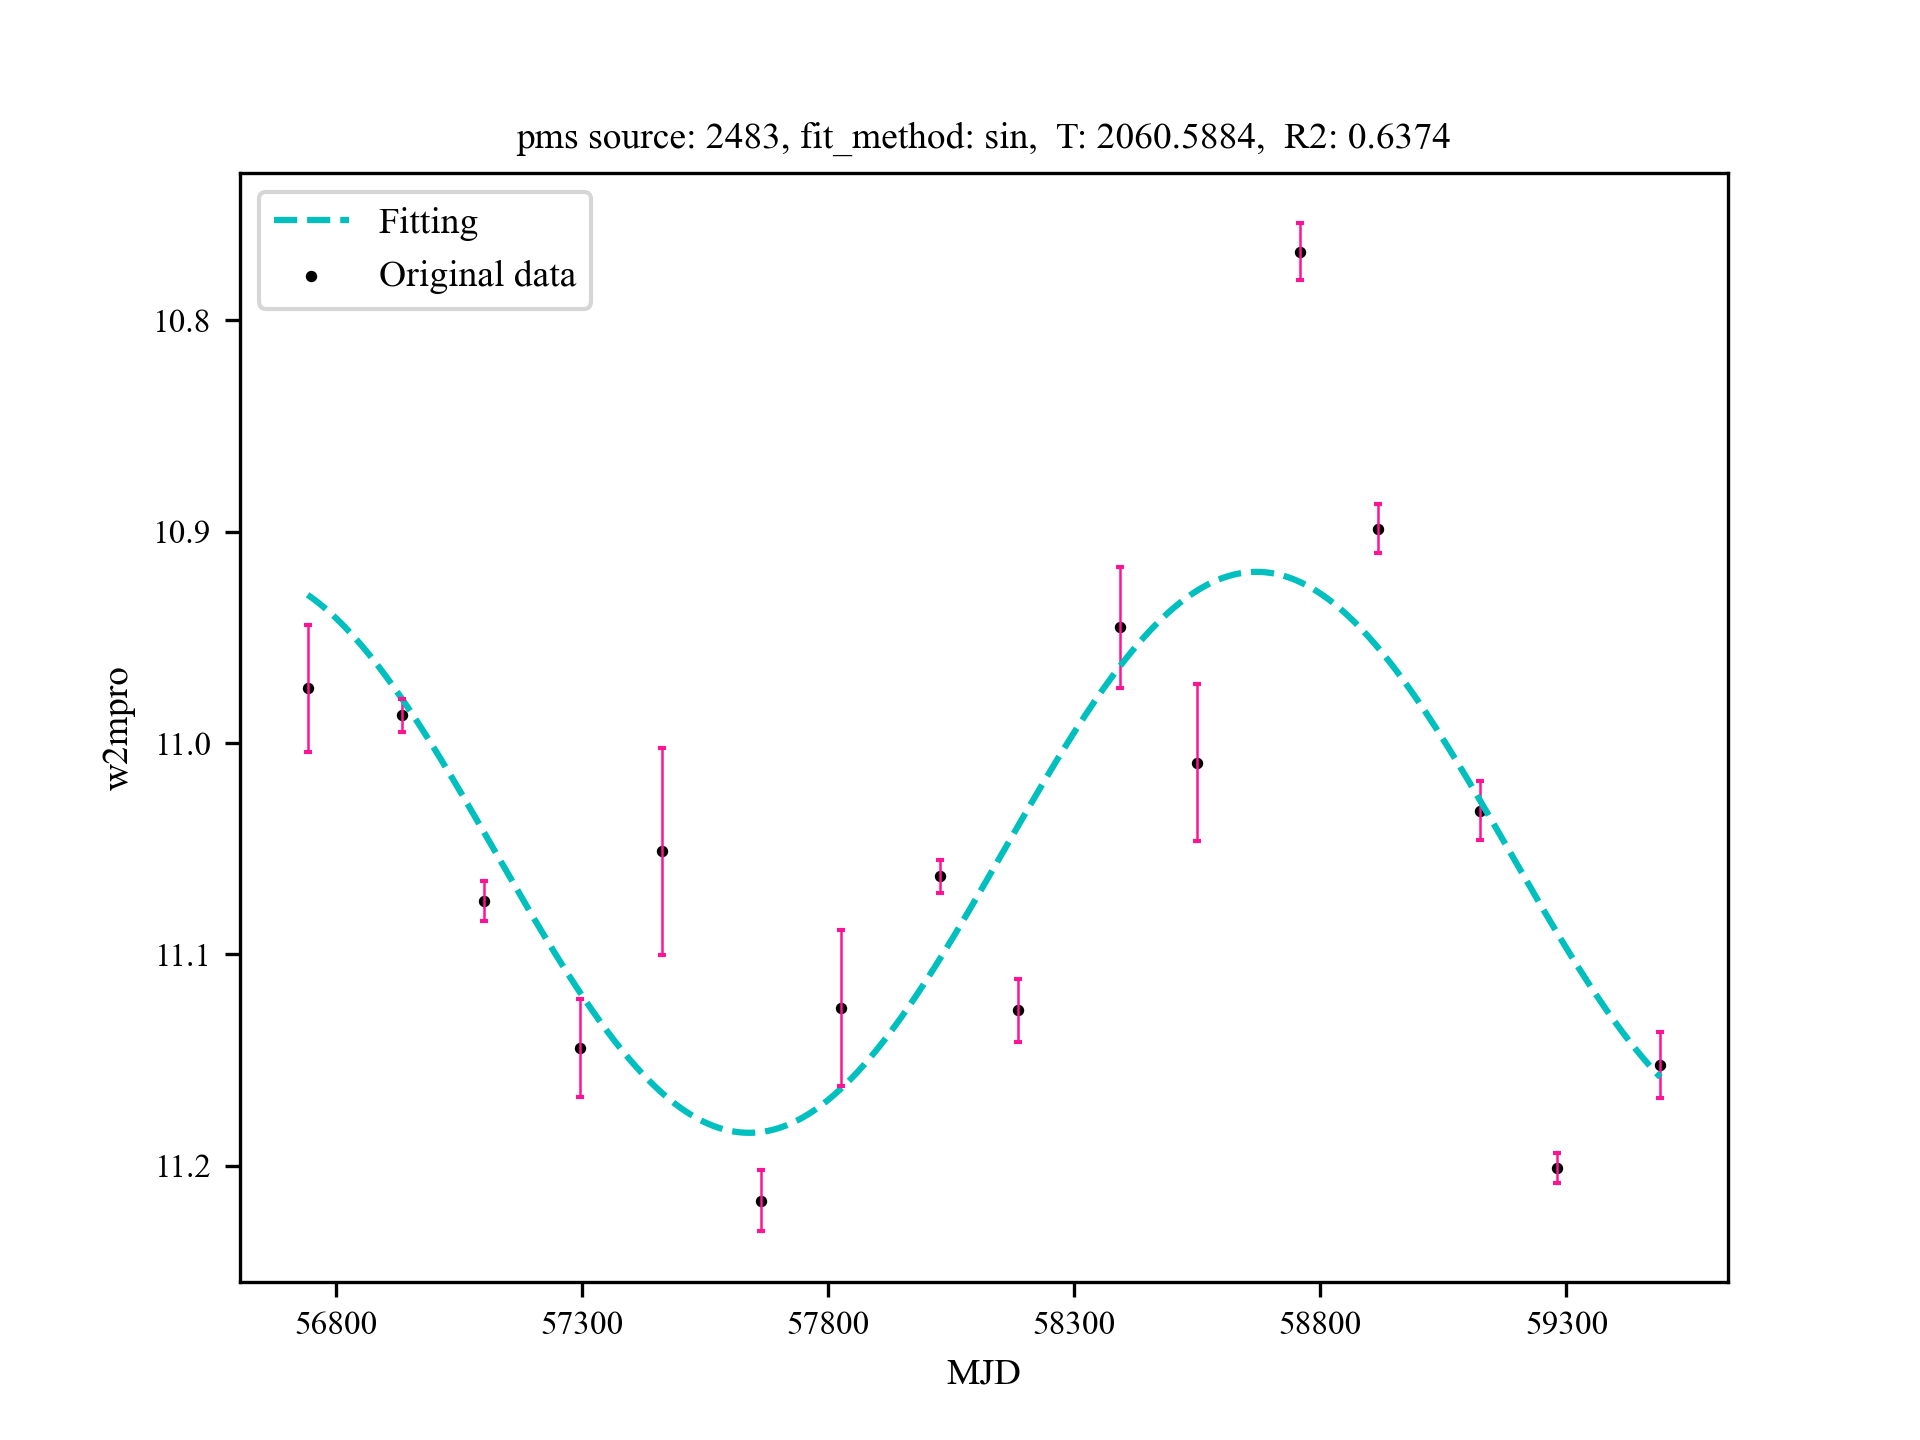 pms source: 2483, fit_method: sin,  T: 2060.5884,  R2: 0.6374
Fitting
Original data
10.8
10.9
11.0
11.1
11.2
w2mpro
56800
57300
57800
58300
58800
59300
MJD